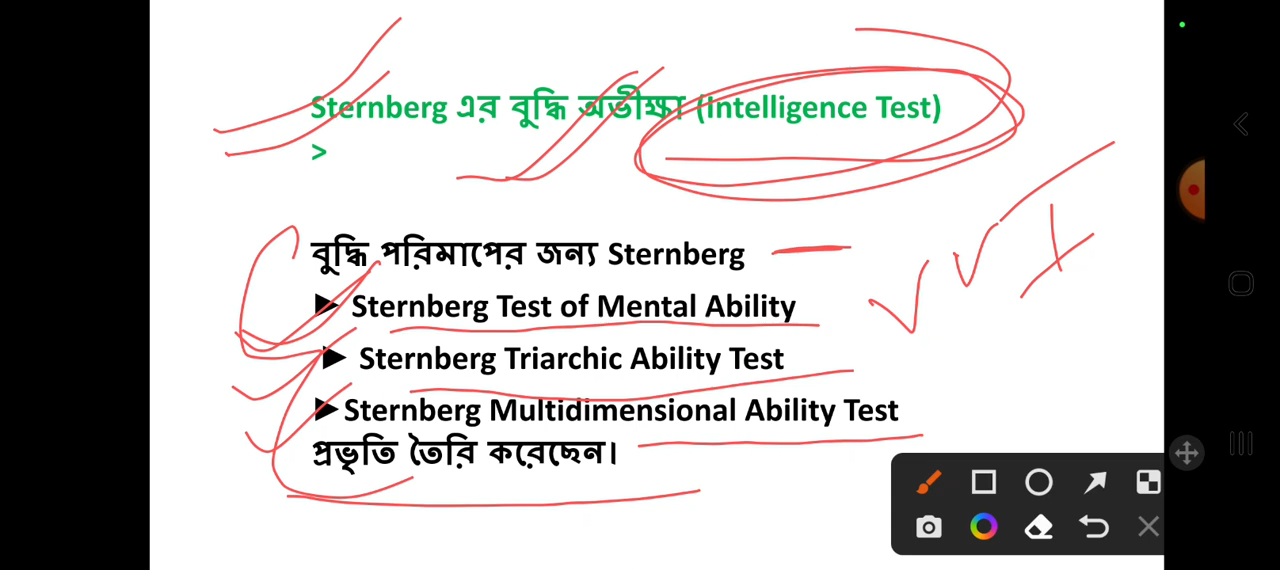 Sternberg এর বুদ্ধি অভীক্ষা (Intelligence Test)
>
বুদ্ধি পরিমাপের জন্য Sternberg
► Sternberg Test of Mental Ability
► Sternberg Triarchic Ability Test
►Sternberg Multidimensional Ability Test
প্রভৃতি তৈরি করেছেন।